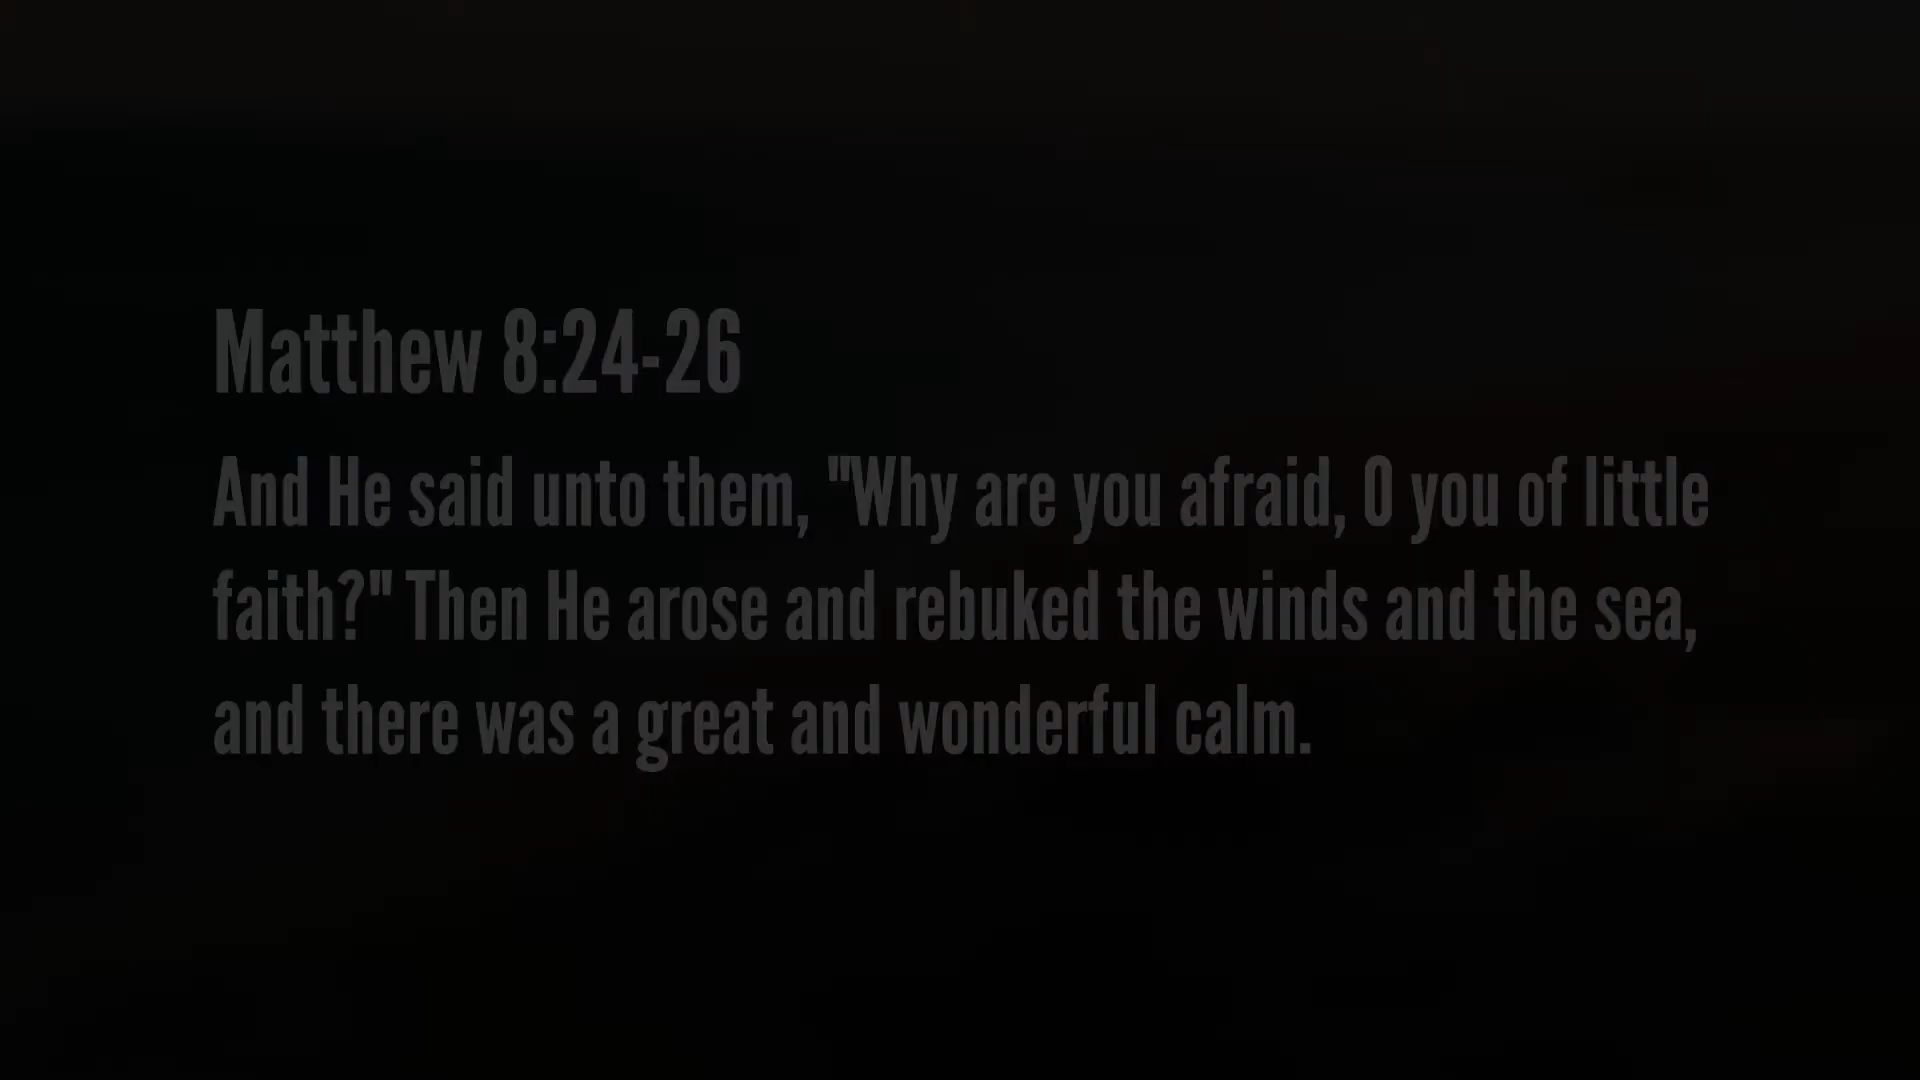 Matthew 8:24-26
And He said unto them, "Why are you afraid, O you of little
faith?" Then He arose and rebuked the winds and the sea,
and there was a great and wonderful calm.